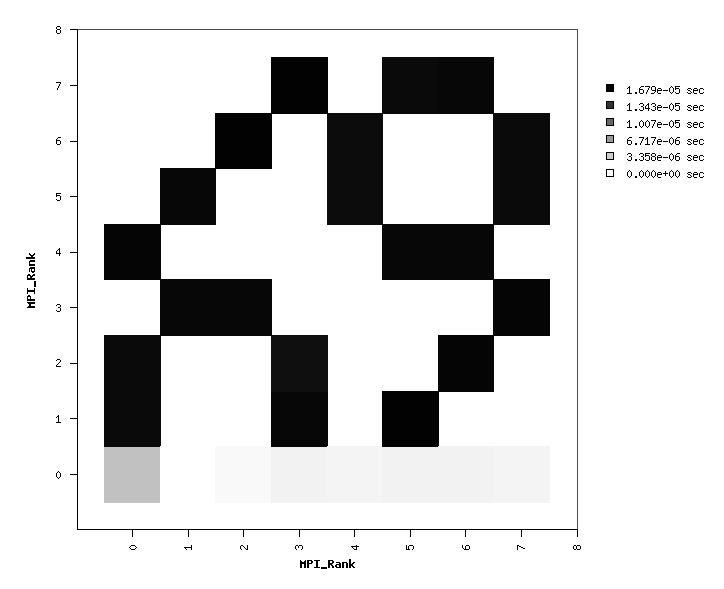 8
7
6
5
4
3
2
1
0
MPI_Rank
0
1
2
3
4
5
6
7
8
MPI_Rank
1.679e-05 sec
1.343e-05 sec
1.007e-05 sec
6.717e-06 sec
3.358e-06 sec
0.000e+00 sec